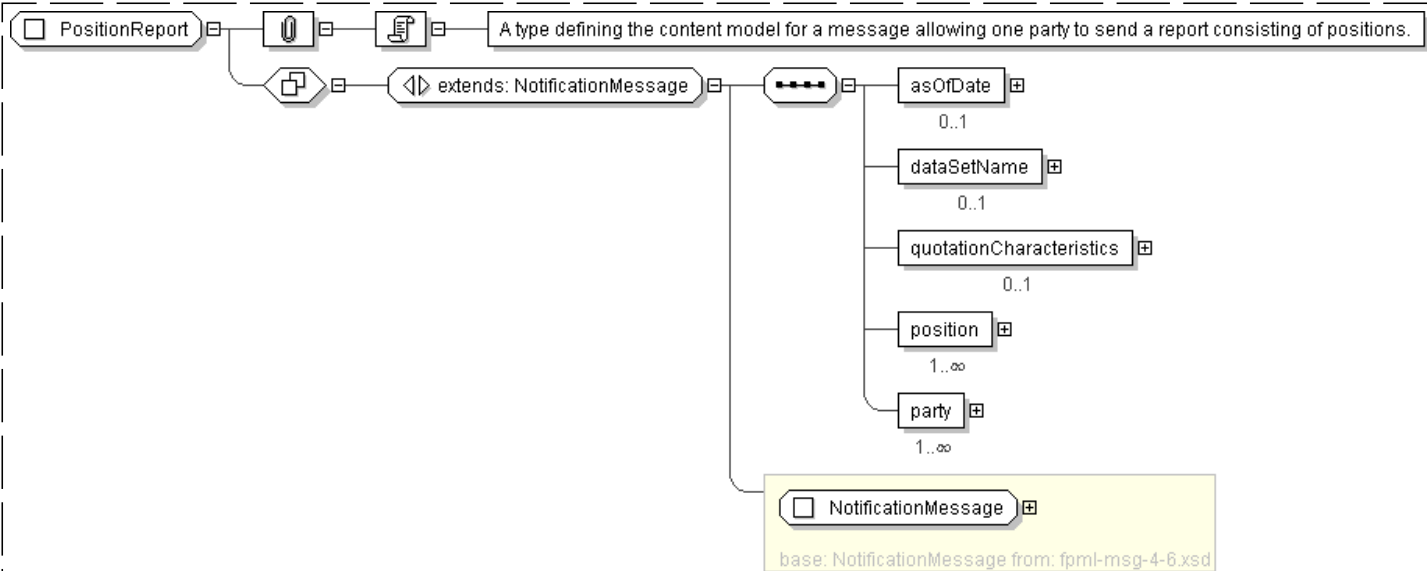 PositionReport
A type defining the content model for a message allowing one party to send a report consisting of positions.
extends: NotificationMessage
asOfDate
0..1
dataSetName
0..1
quotationCharacteristics
0..1
position
1..∞
party
1..∞
NotificationMessage
base: NotificationMessage from: fpml-msg-4-6.xsd